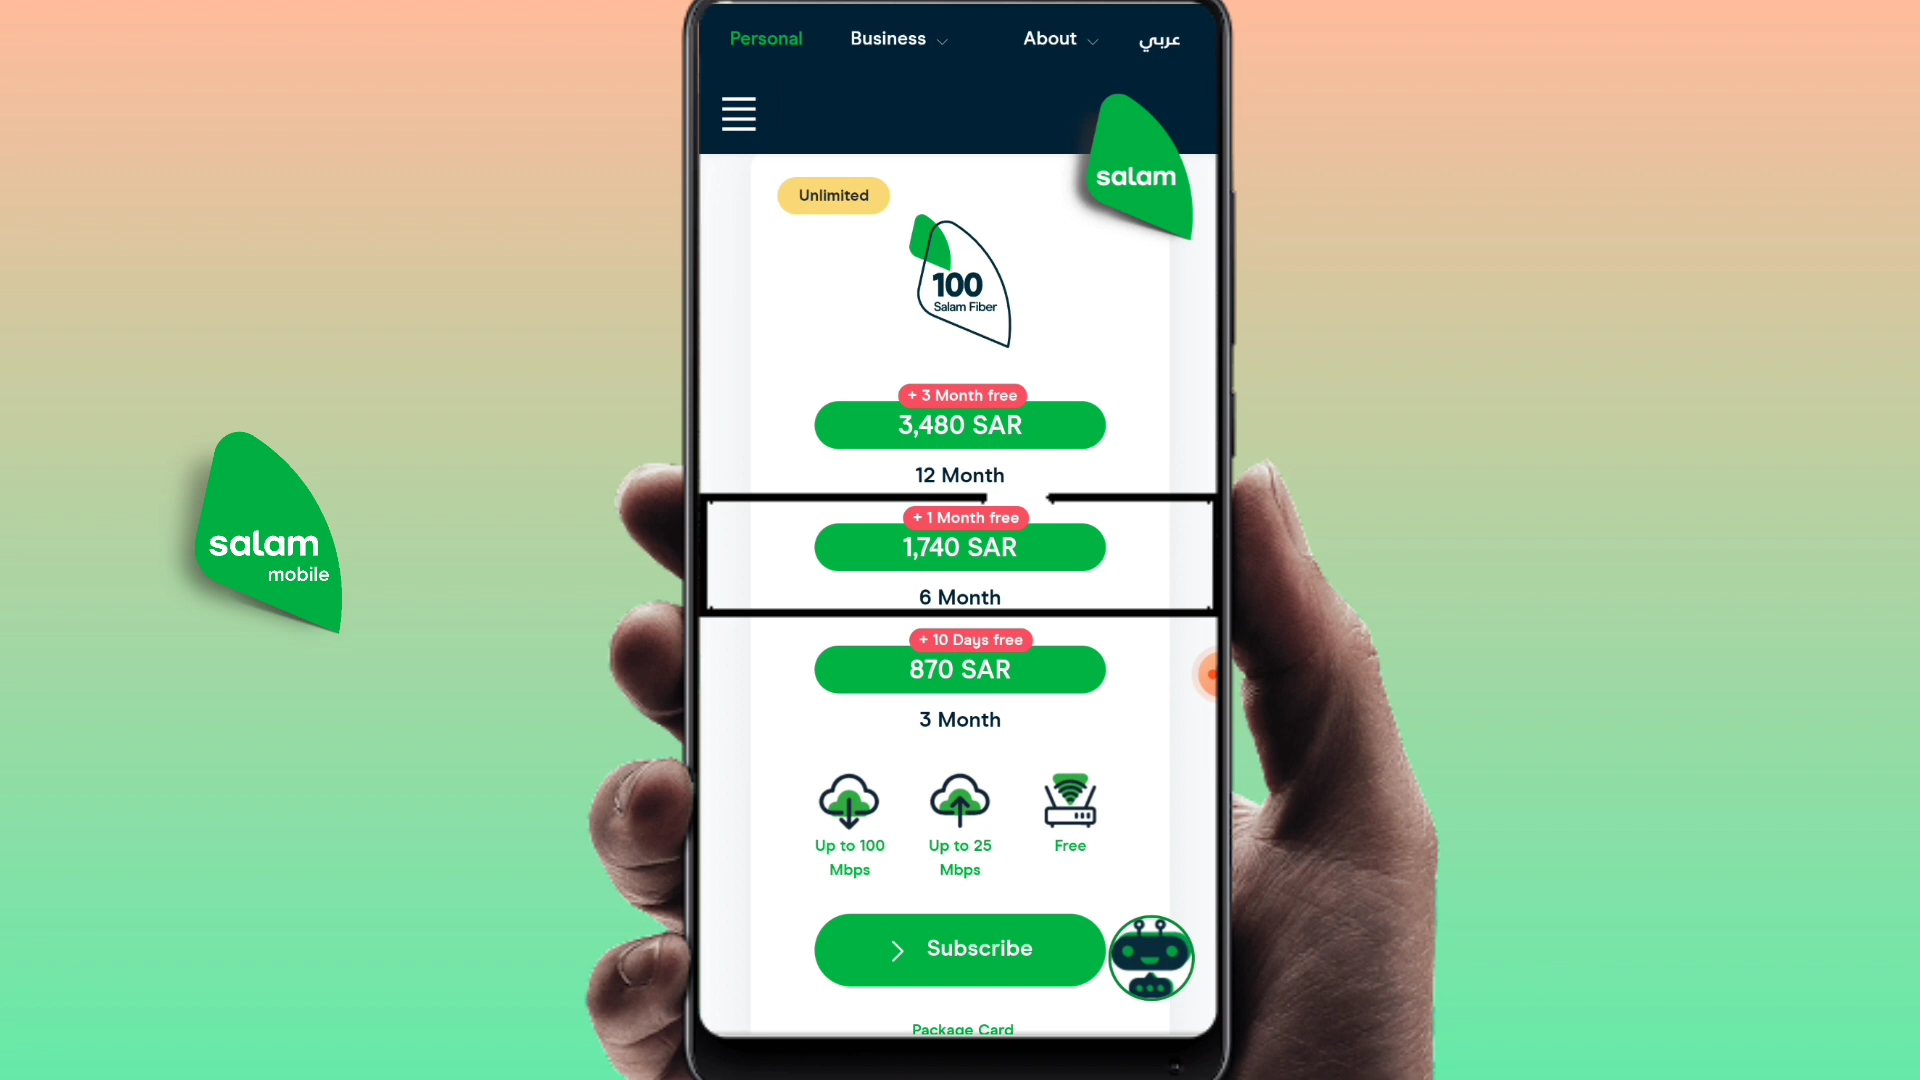 Personal
Business
About
عربي
salam
Unlimited
100
Salam Fiber
+ 3 Month free
3,480 SAR
12 Month
+ 1 Month free
1,740 SAR
6 Month
+ 10 Days free
870 SAR
3 Month
Up to 100
Mbps
Up to 25
Mbps
Free
Subscribe
Package Card
salam
mobile